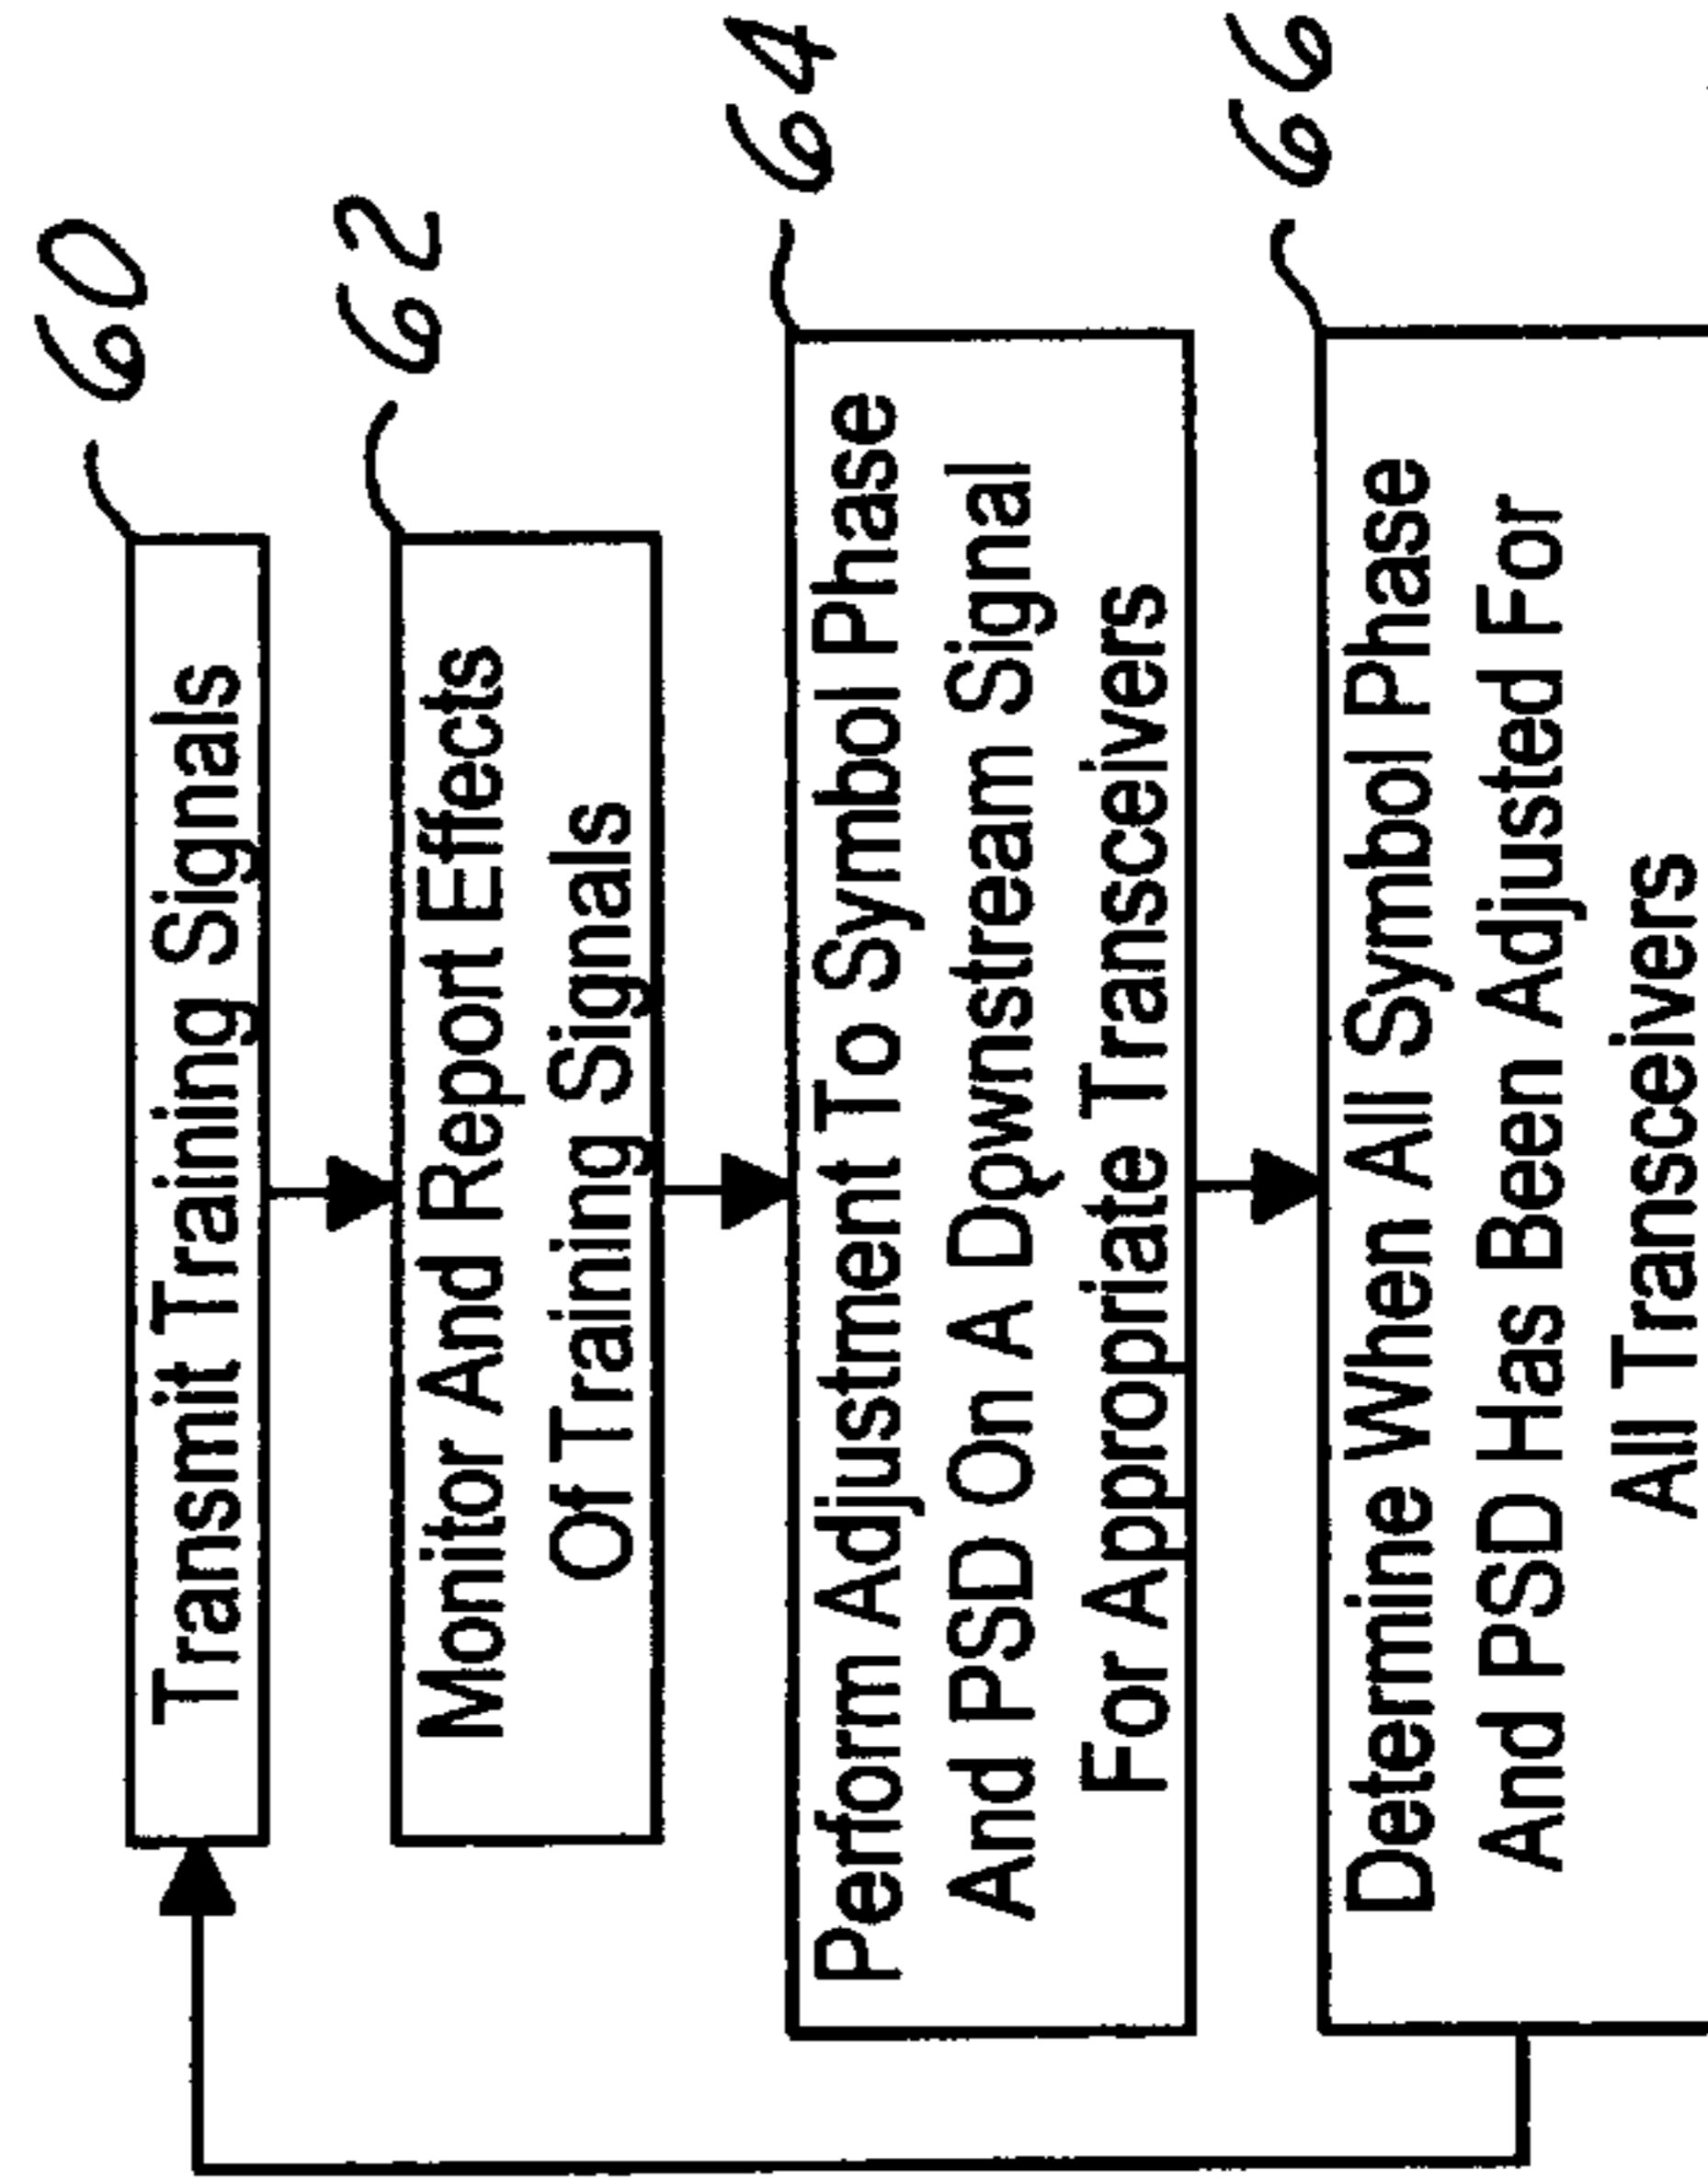 60
Transmit Training Signals
62
Monitor And Report Effects
Of Training Signals
64
Perform Adjustment To Symbol Phase
And PSD On A Downstream Signal
For Appropriate Transceivers
66
Determine When All Symbol Phase
And PSD Has Been Adjusted For
All Transceivers